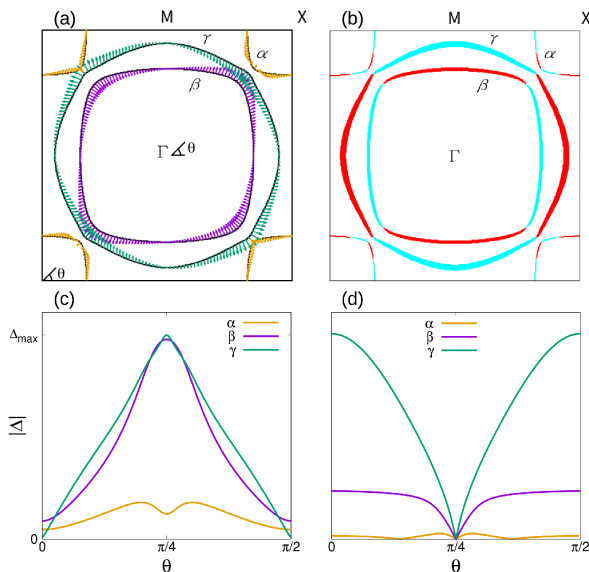 (a) M X (b) M X
γ α γ α
β β
Γ∡θ Γ
∡θ
(c) (d)
Δmax α α
β β
γ γ
|Δ|
0
0 π/4 π/2 0 π/4 π/2
θ θ